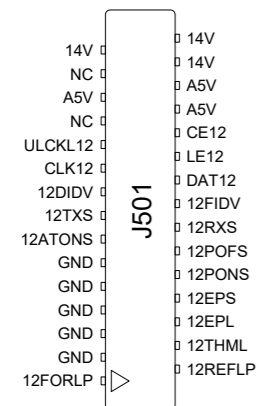 14V
NC
A5V
NC
ULCKL12
CLK12
12DIDV
12TXS
12ATONS
GND
GND
GND
GND
GND
12FORLP
J501
14V
14V
A5V
A5V
CE12
LE12
DAT12
12FIDV
12RXS
12POFS
12PONS
12EPS
12EPL
12THML
12REFLP